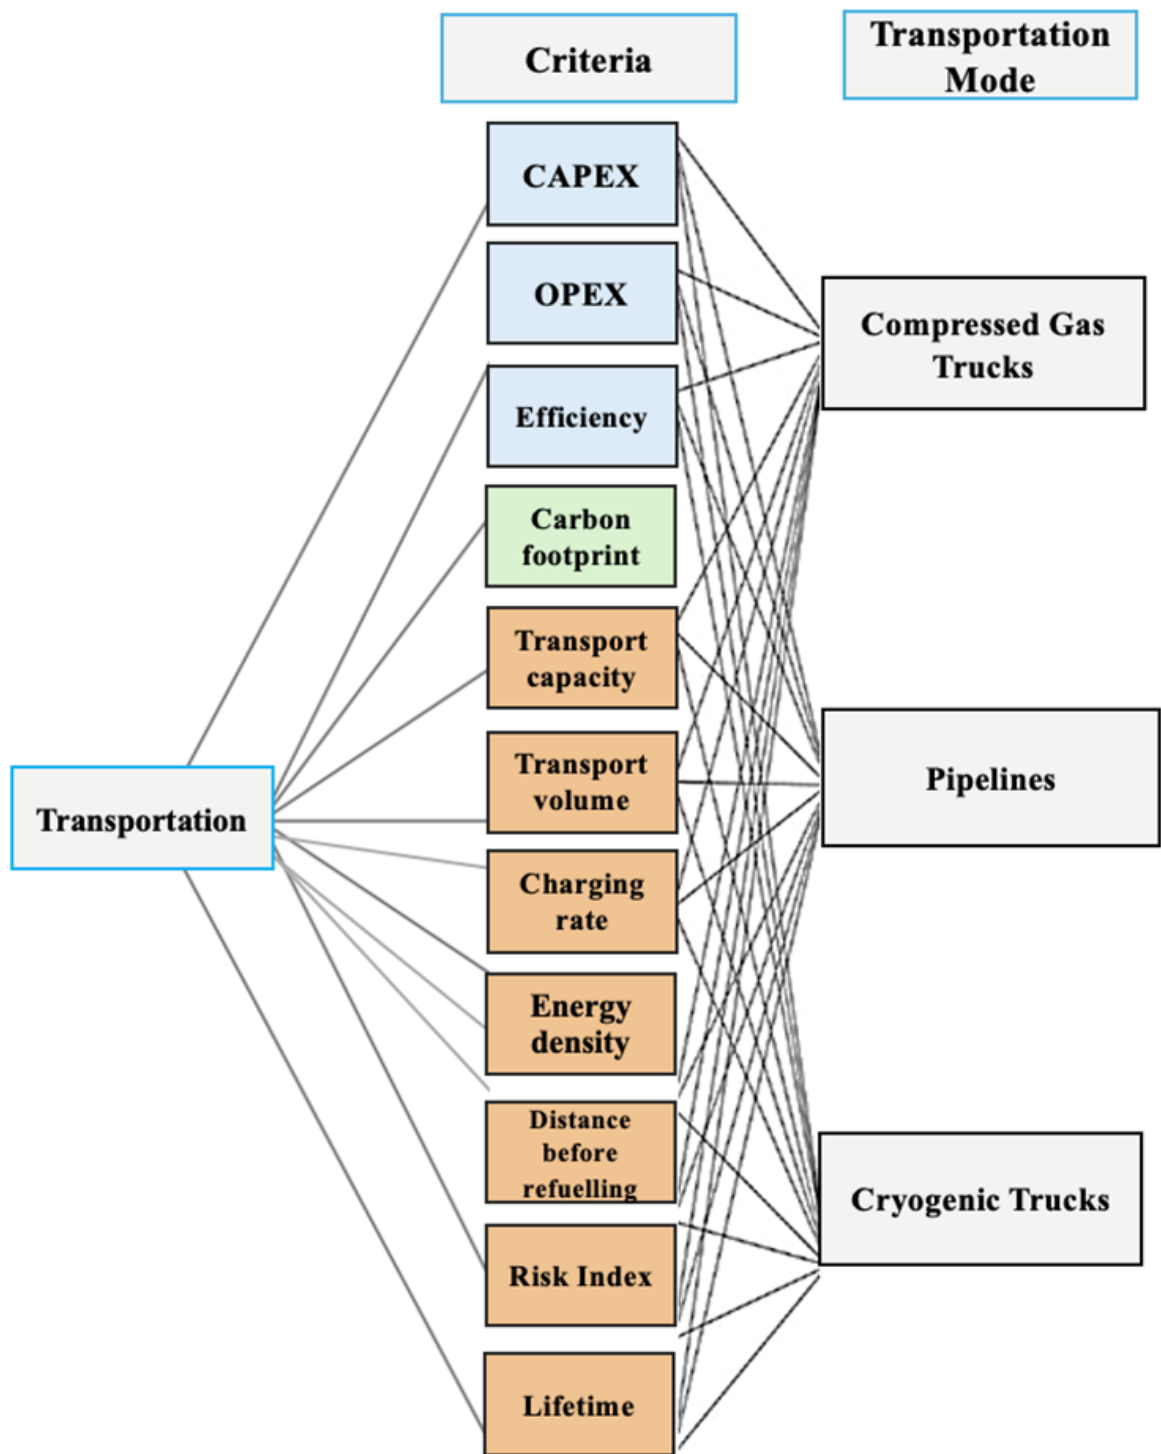 Criteria
Transportation
Mode
CAPEX
OPEX
Efficiency
Carbon
footprint
Transport
capacity
Transport
volume
Charging
rate
Energy
density
Distance
before
refuelling
Risk Index
Lifetime
Transportation
Compressed Gas
Trucks
Pipelines
Cryogenic Trucks